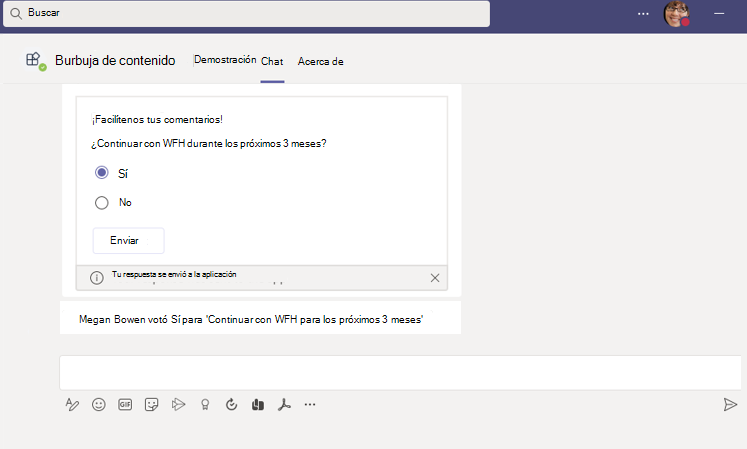 Buscar
Burbuja de contenido
Demostración
Chat
Acerca de
¡Facilítenos tus comentarios!
¿Continuar con WFH durante los próximos 3 meses?
Sí
No
Enviar
Tu respuesta se envió a la aplicación
Megan Bowen votó Sí para 'Continuar con WFH para los próximos 3 meses'
GIF